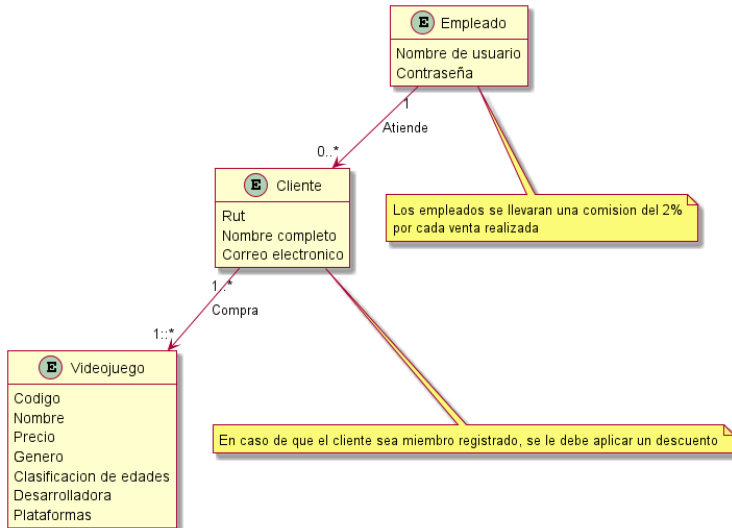 E Empleado
Nombre de usuario
Contraseña
1
Atiende
0..*
E Cliente
Rut
Nombre completo
Correo electronico
Los empleados se llevaran una comision del 2%
por cada venta realizada
1..*
Compra
1::*
E Videojuego
Codigo
Nombre
Precio
Genero
Clasificacion de edades
Desarrolladora
Plataformas
En caso de que el cliente sea miembro registrado, se le debe aplicar un descuento